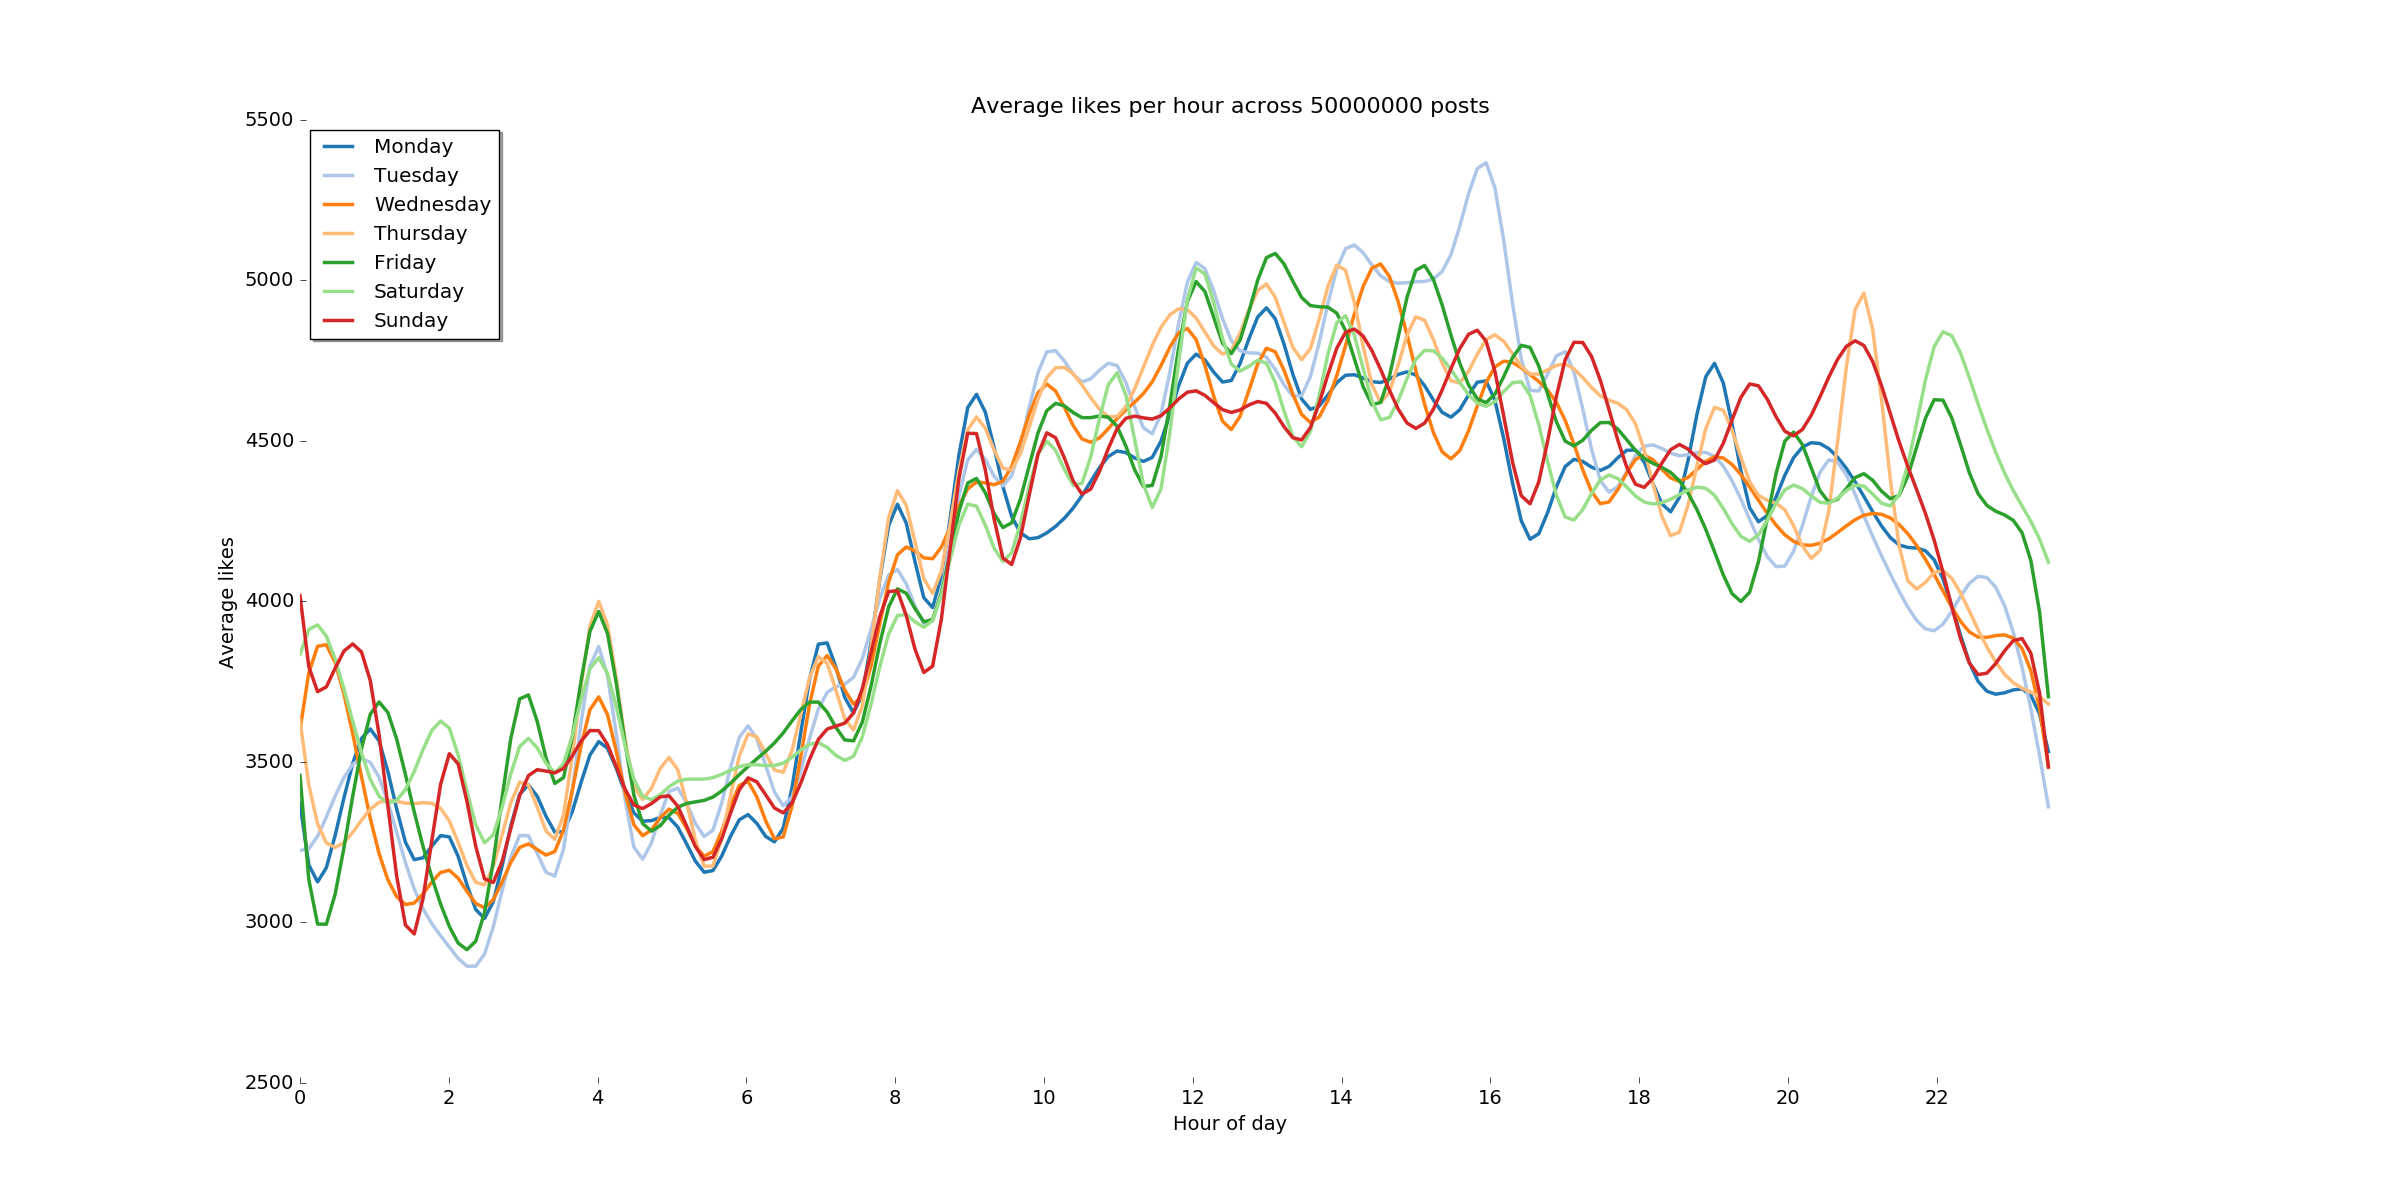 Average likes per hour across 50000000 posts
5500
5000
4500
4000
3500
3000
2500
Average likes
Monday
Tuesday
Wednesday
Thursday
Friday
Saturday
Sunday
0 2 4 6 8 10 12 14 16 18 20 22
Hour of day